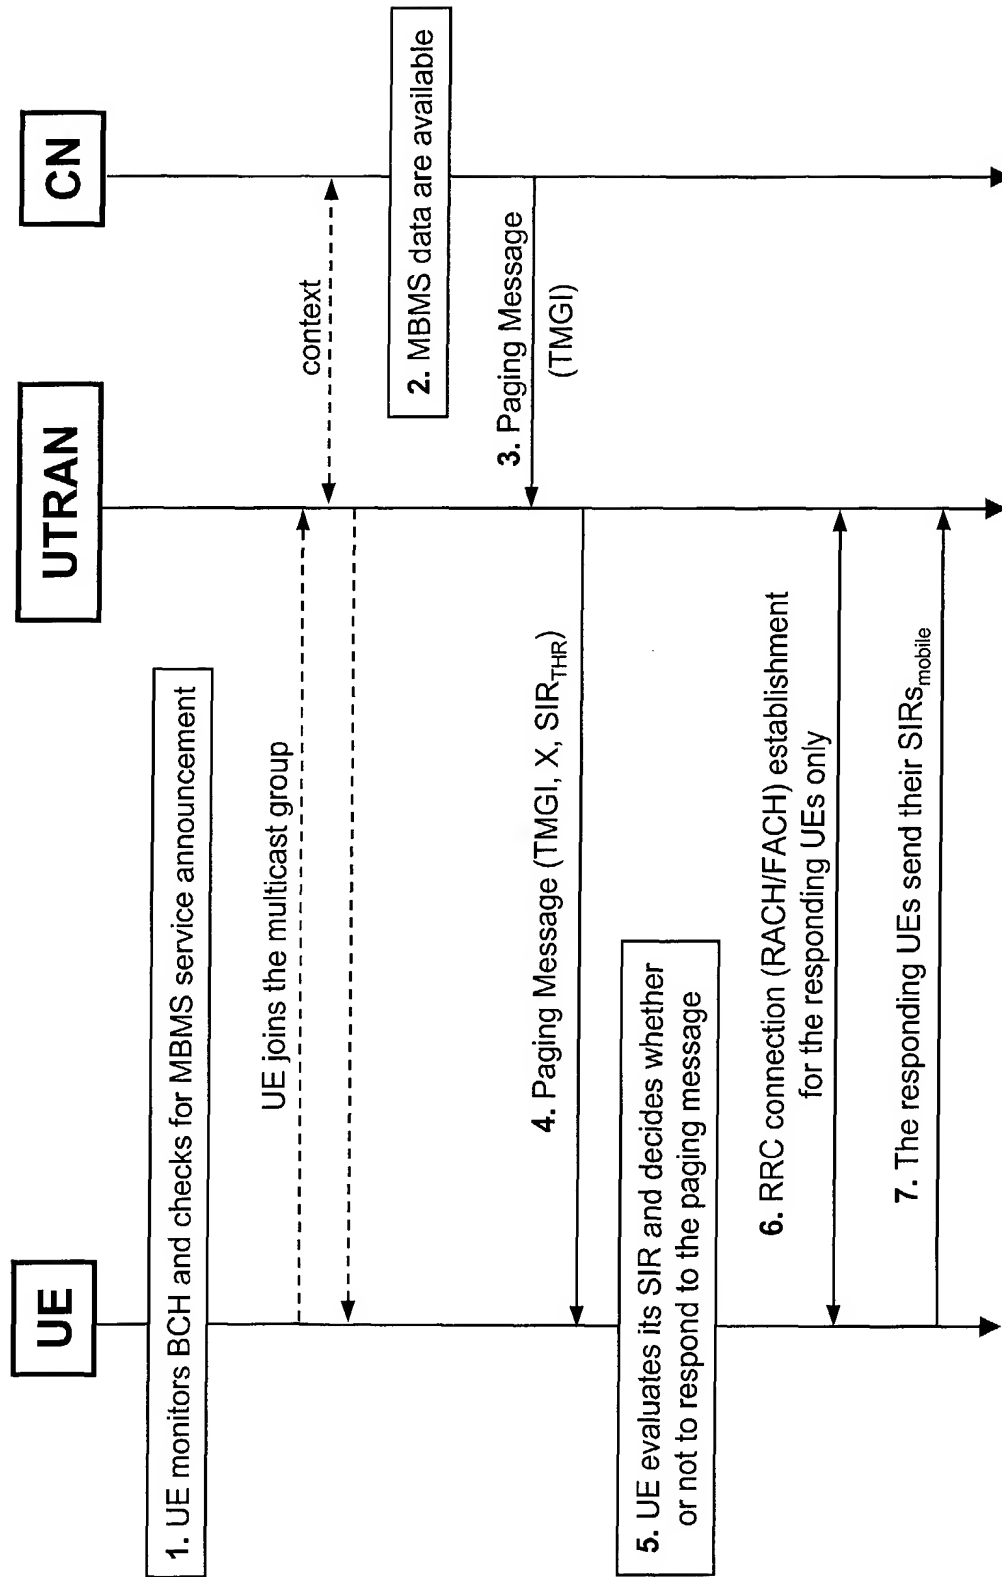 UE
UTRAN
CN
1. UE monitors BCH and checks for MBMS service announcement
UE joins the multicast group
context
2. MBMS data are available
3. Paging Message
(TMGI)
4. Paging Message (TMGI, X, SIRTHR)
5. UE evaluates its SIR and decides whether
or not to respond to the paging message
6. RRC connection (RACH/FACH) establishment
for the responding UEs only
7. The responding UEs send their SIRsmobile